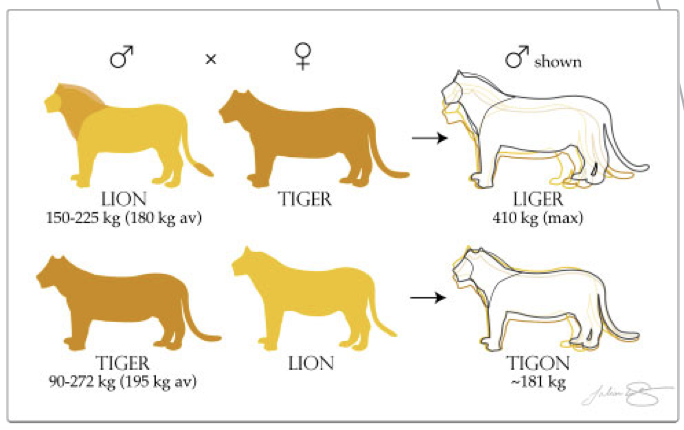 ♂ × ♀ ♂ shown
LION TIGER LIGER
150-225 kg (180 kg av) 410 kg (max)
TIGER LION TIGON
90-272 kg (195 kg av) ~181 kg